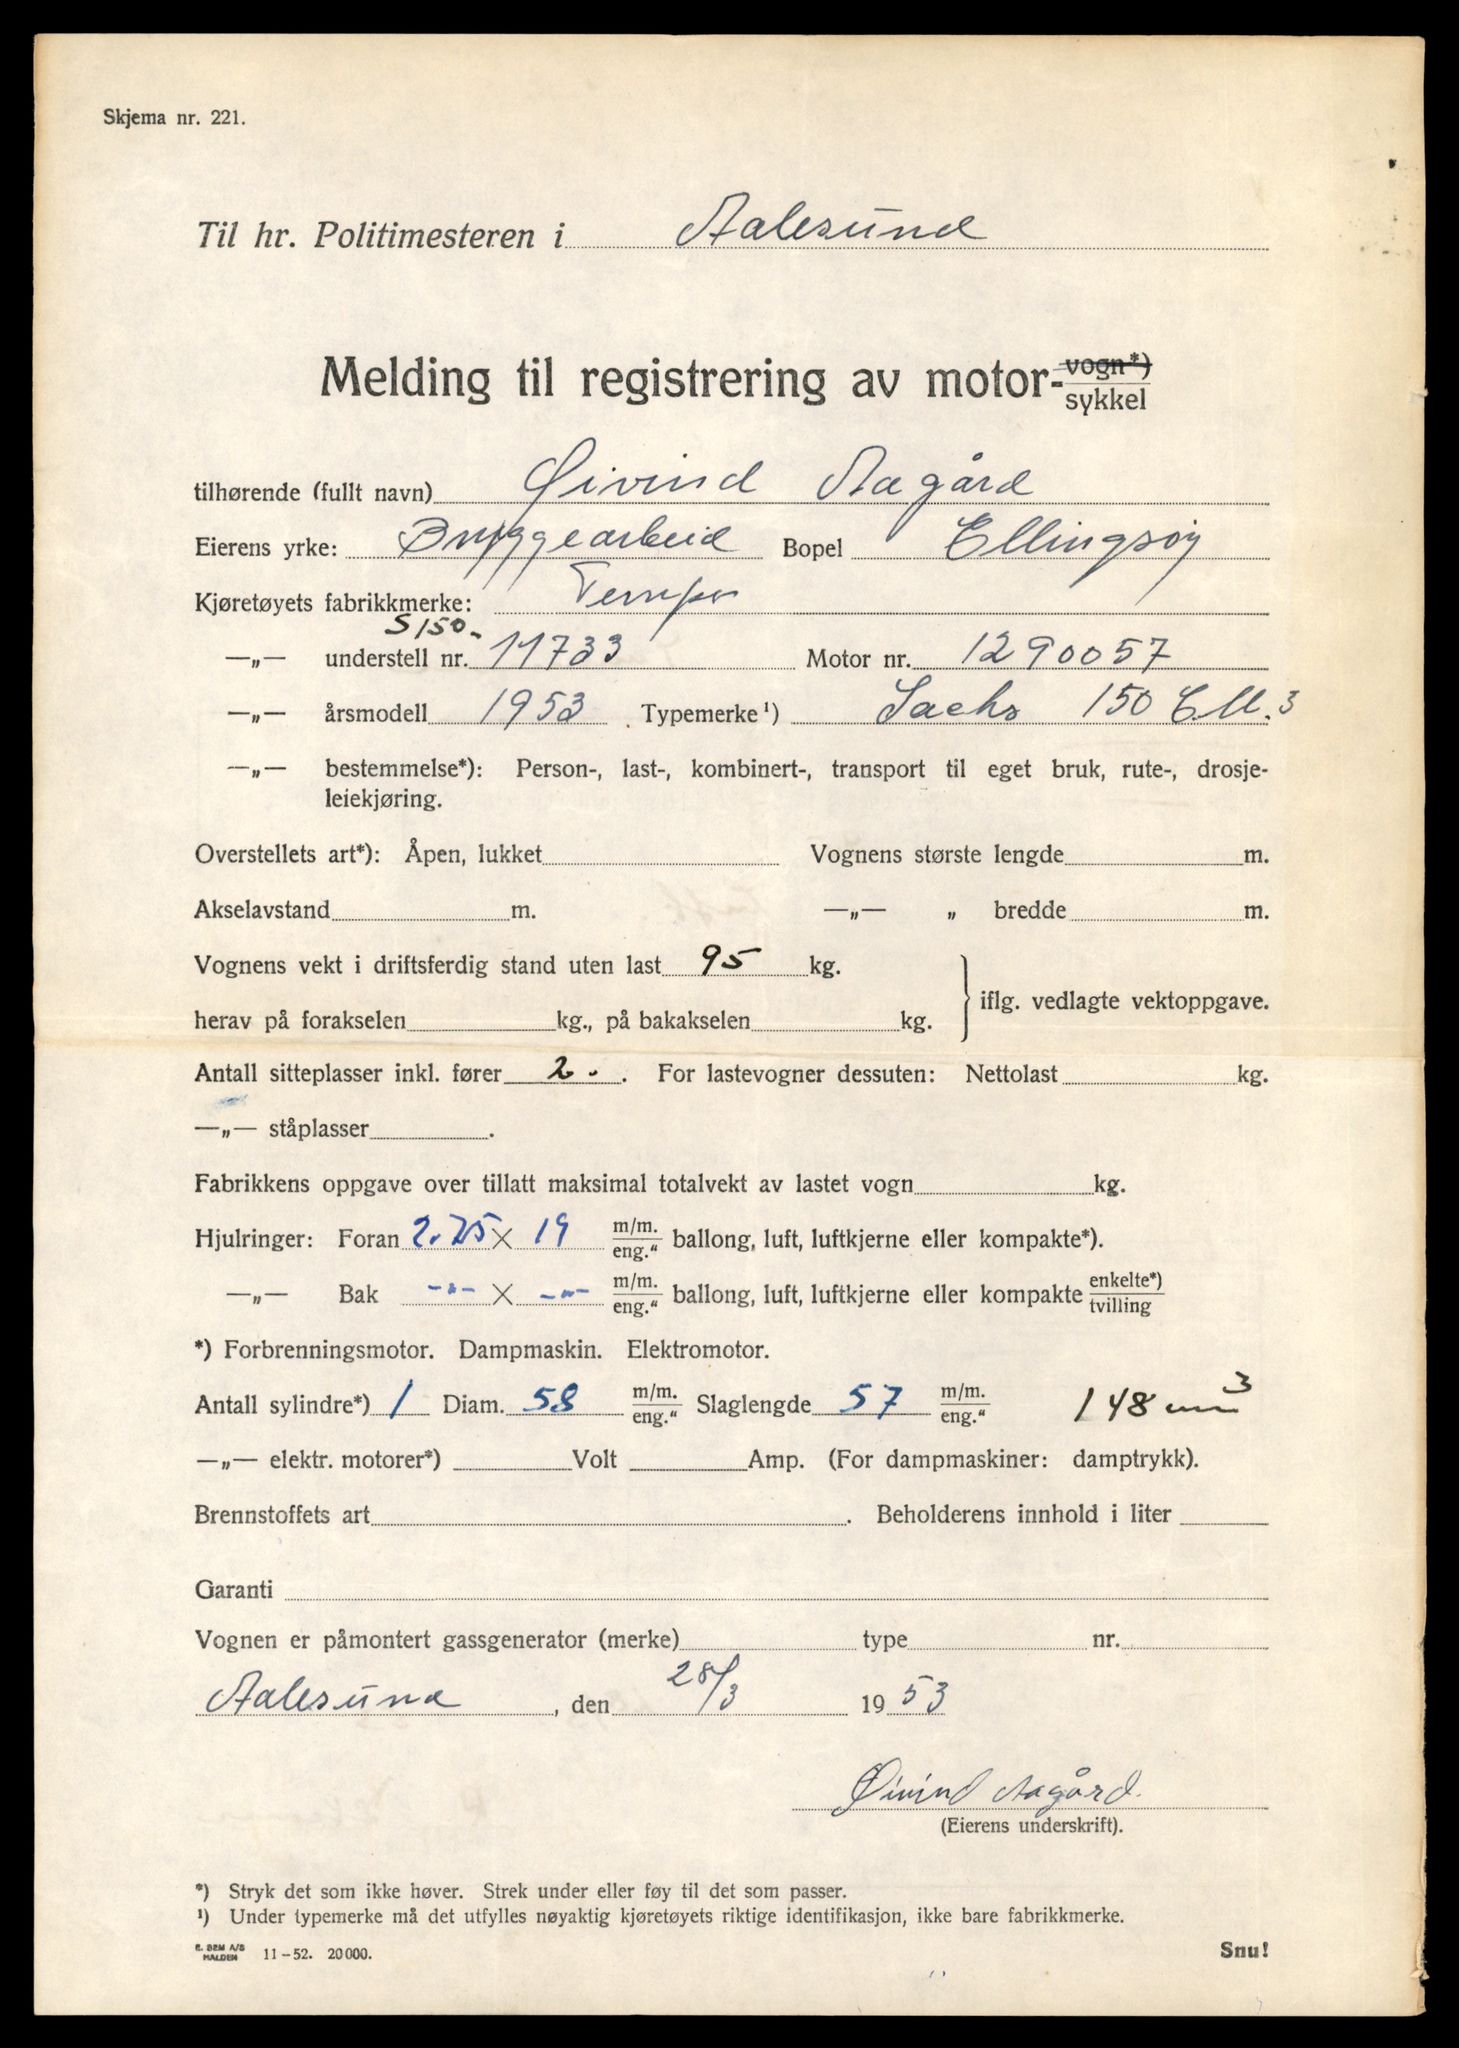 Skjema nr. 221.
Til hr. Politimesteren i Aalesund
Melding til registrering av motor- vogn*) sykkel
tilhørende (fullt navn) Øivind Aagård
Eierens yrke: Bryggearbeid Bopel Ellingsøy
Kjøretøyets fabrikkmerke: Tempo
S150-
—„— understell nr. 11733 Motor nr. 1290057
—„— årsmodell 1953 Typemerke¹) Sachs 150 CM.3
—„— bestemmelse*): Person-, last-, kombinert-, transport til eget bruk, rute-, drosje-
leiekjøring.
Overstellets art*): Åpen, lukket Vognens største lengde m.
Akselavstand m. —„— „ bredde m.
Vognens vekt i driftsferdig stand uten last 95 kg.
iflg. vedlagte vektoppgave.
herav på forakselen kg., på bakakselen kg.
Antall sitteplasser inkl. fører 2. . For lastevogner dessuten: Nettolast kg.
—„— ståplasser .
Fabrikkens oppgave over tillatt maksimal totalvekt av lastet vogn kg.
Hjulringer: Foran 2.25 × 19 m/m. eng.“ ballong, luft, luftkjerne eller kompakte*).
—„— Bak -"- × -"- m/m. eng.“ ballong, luft, luftkjerne eller kompakte enkelte*) tvilling
*) Forbrenningsmotor. Dampmaskin. Elektromotor.
Antall sylindre*) 1 Diam. 58 m/m. eng.“ Slaglengde 57 m/m. eng.“ 148 cm3
—„— elektr. motorer*) Volt Amp. (For dampmaskiner: damptrykk).
Brennstoffets art . Beholderens innhold i liter
Garanti
Vognen er påmontert gassgenerator (merke) type nr.
Aalesund , den 28/3 1953
Øivind Aagård.
(Eierens underskrift).
*) Stryk det som ikke høver. Strek under eller føy til det som passer.
¹) Under typemerke må det utfylles nøyaktig kjøretøyets riktige identifikasjon, ikke bare fabrikkmerke.
E. SEM A/S
HALDEN 11-52. 20000. Snu!